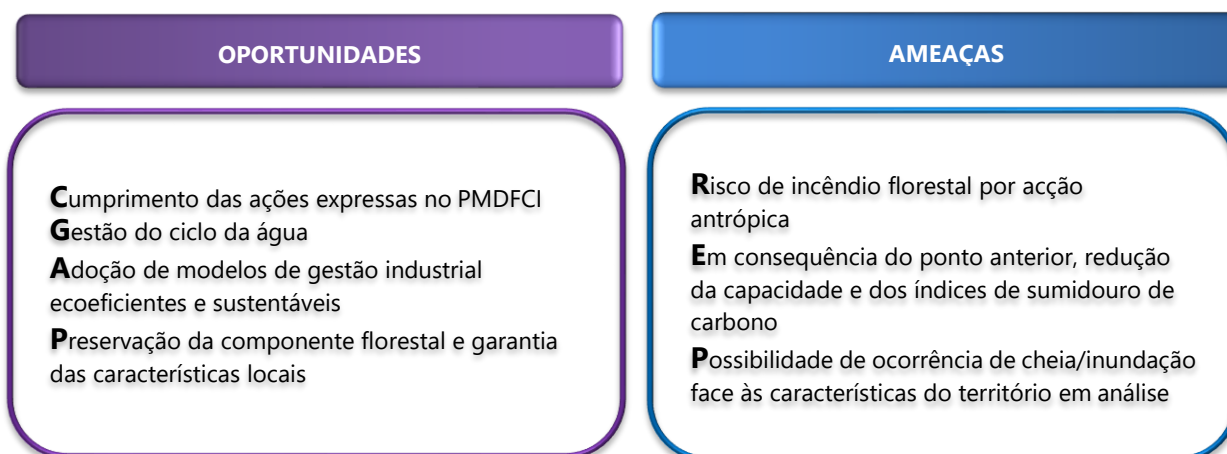 OPORTUNIDADES
Cumprimento das ações expressas no PMDFCI
Gestão do ciclo da água
Adoção de modelos de gestão industrial
ecoeficientes e sustentáveis
Preservação da componente florestal e garantia
das características locais
AMEAÇAS
Risco de incêndio florestal por acção
antrópica
Em consequência do ponto anterior, redução
da capacidade e dos índices de sumidouro de
carbono
Possibilidade de ocorrência de cheia/inundação
face às características do território em análise